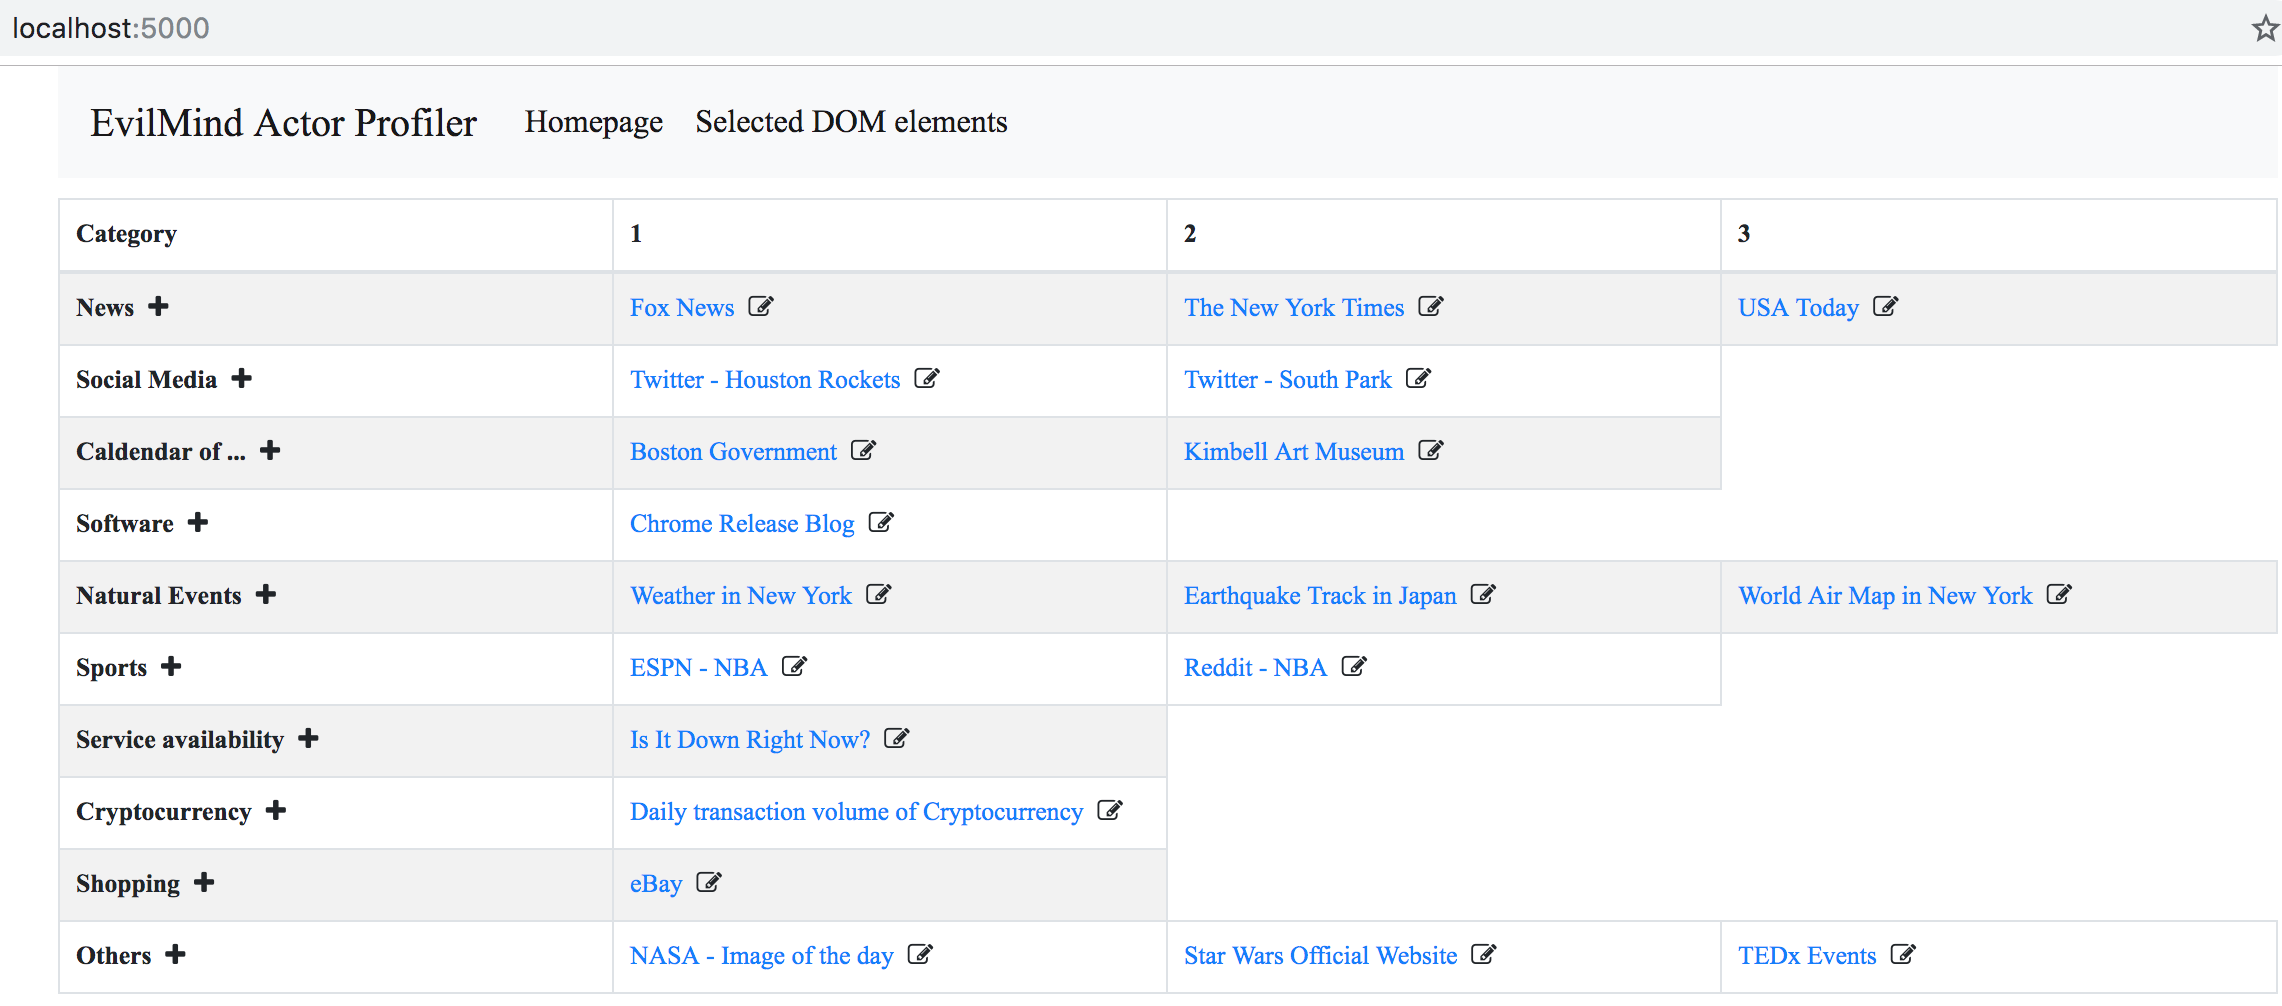 localhost:5000
EvilMind Actor Profiler Homepage Selected DOM elements
Category 1 2 3
News Fox News The New York Times USA Today
Social Media Twitter - Houston Rockets Twitter - South Park
Caldendar of ... Boston Government Kimbell Art Museum
Software Chrome Release Blog
Natural Events Weather in New York Earthquake Track in Japan World Air Map in New York
Sports ESPN - NBA Reddit - NBA
Service availability Is It Down Right Now?
Cryptocurrency Daily transaction volume of Cryptocurrency
Shopping eBay
Others NASA - Image of the day Star Wars Official Website TEDx Events